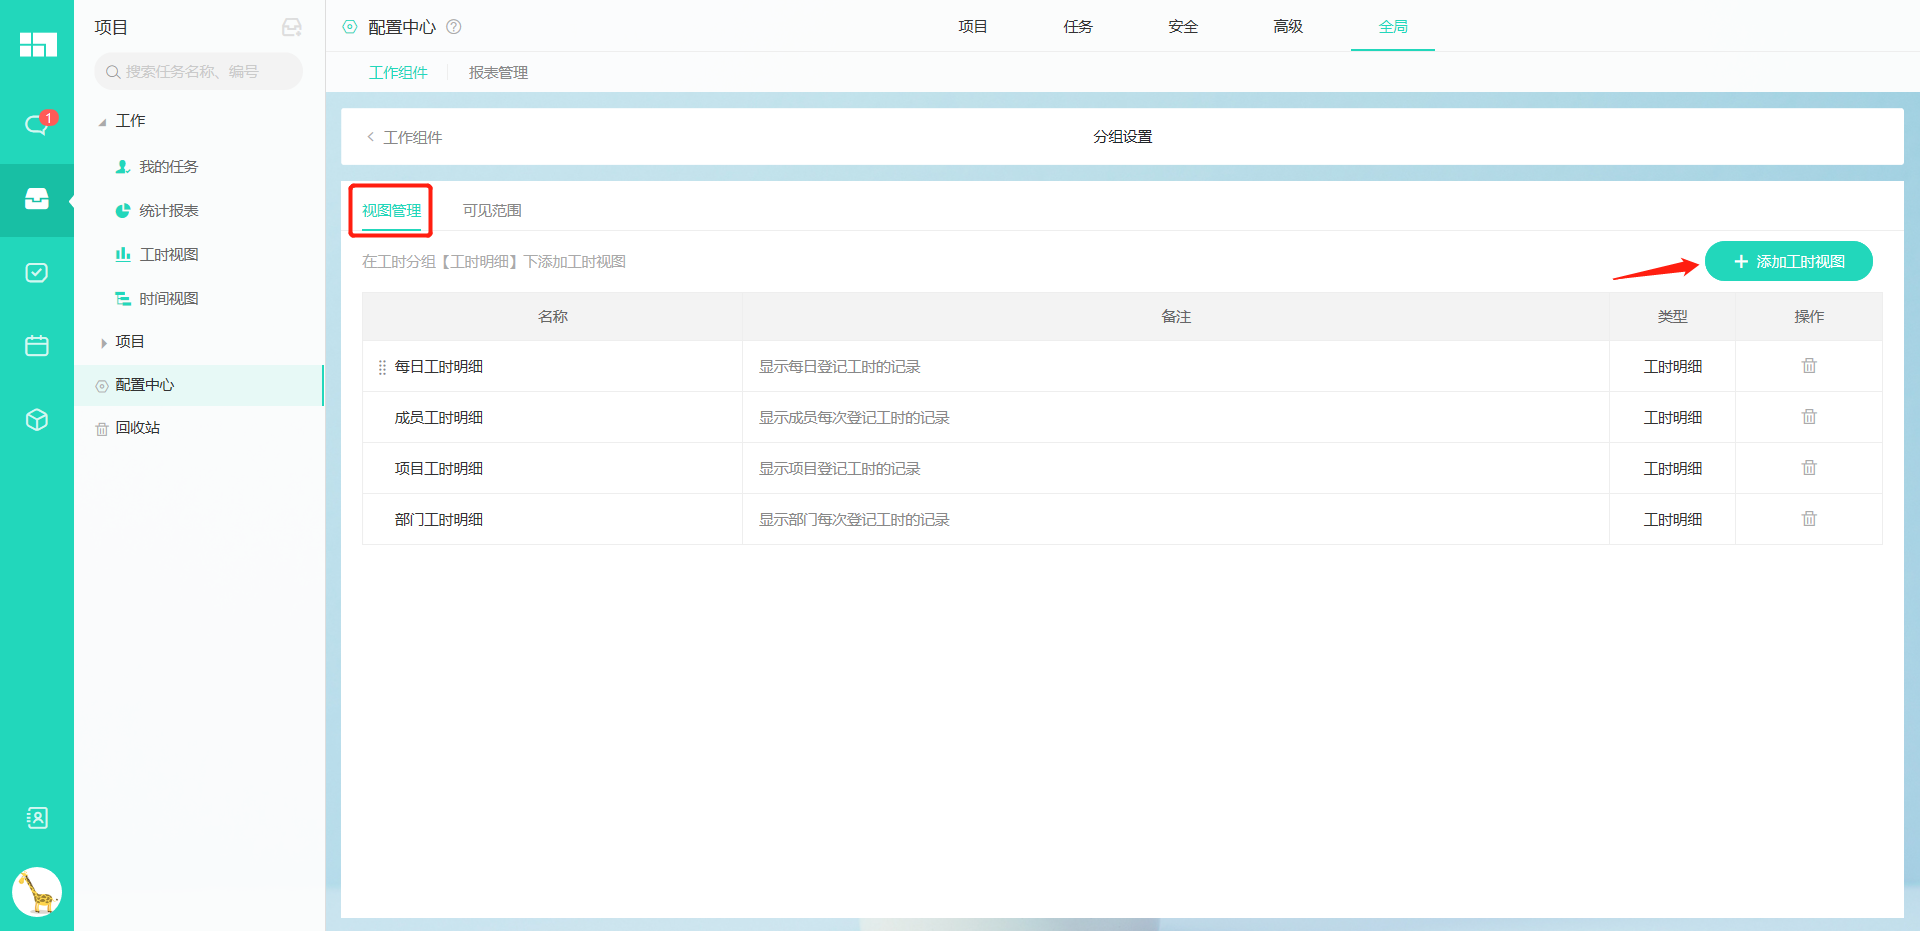 项目
搜索任务名称、编号
1
工作
我的任务
统计报表
工时视图
时间视图
项目
配置中心
回收站
配置中心 ?
项目 任务 安全 高级 全局
工作组件 报表管理
工作组件 分组设置
视图管理 可见范围
在工时分组【工时明细】下添加工时视图
添加工时视图
名称 备注 类型 操作
每日工时明细 显示每日登记工时的记录 工时明细
成员工时明细 显示成员每次登记工时的记录 工时明细
项目工时明细 显示项目登记工时的记录 工时明细
部门工时明细 显示部门每次登记工时的记录 工时明细